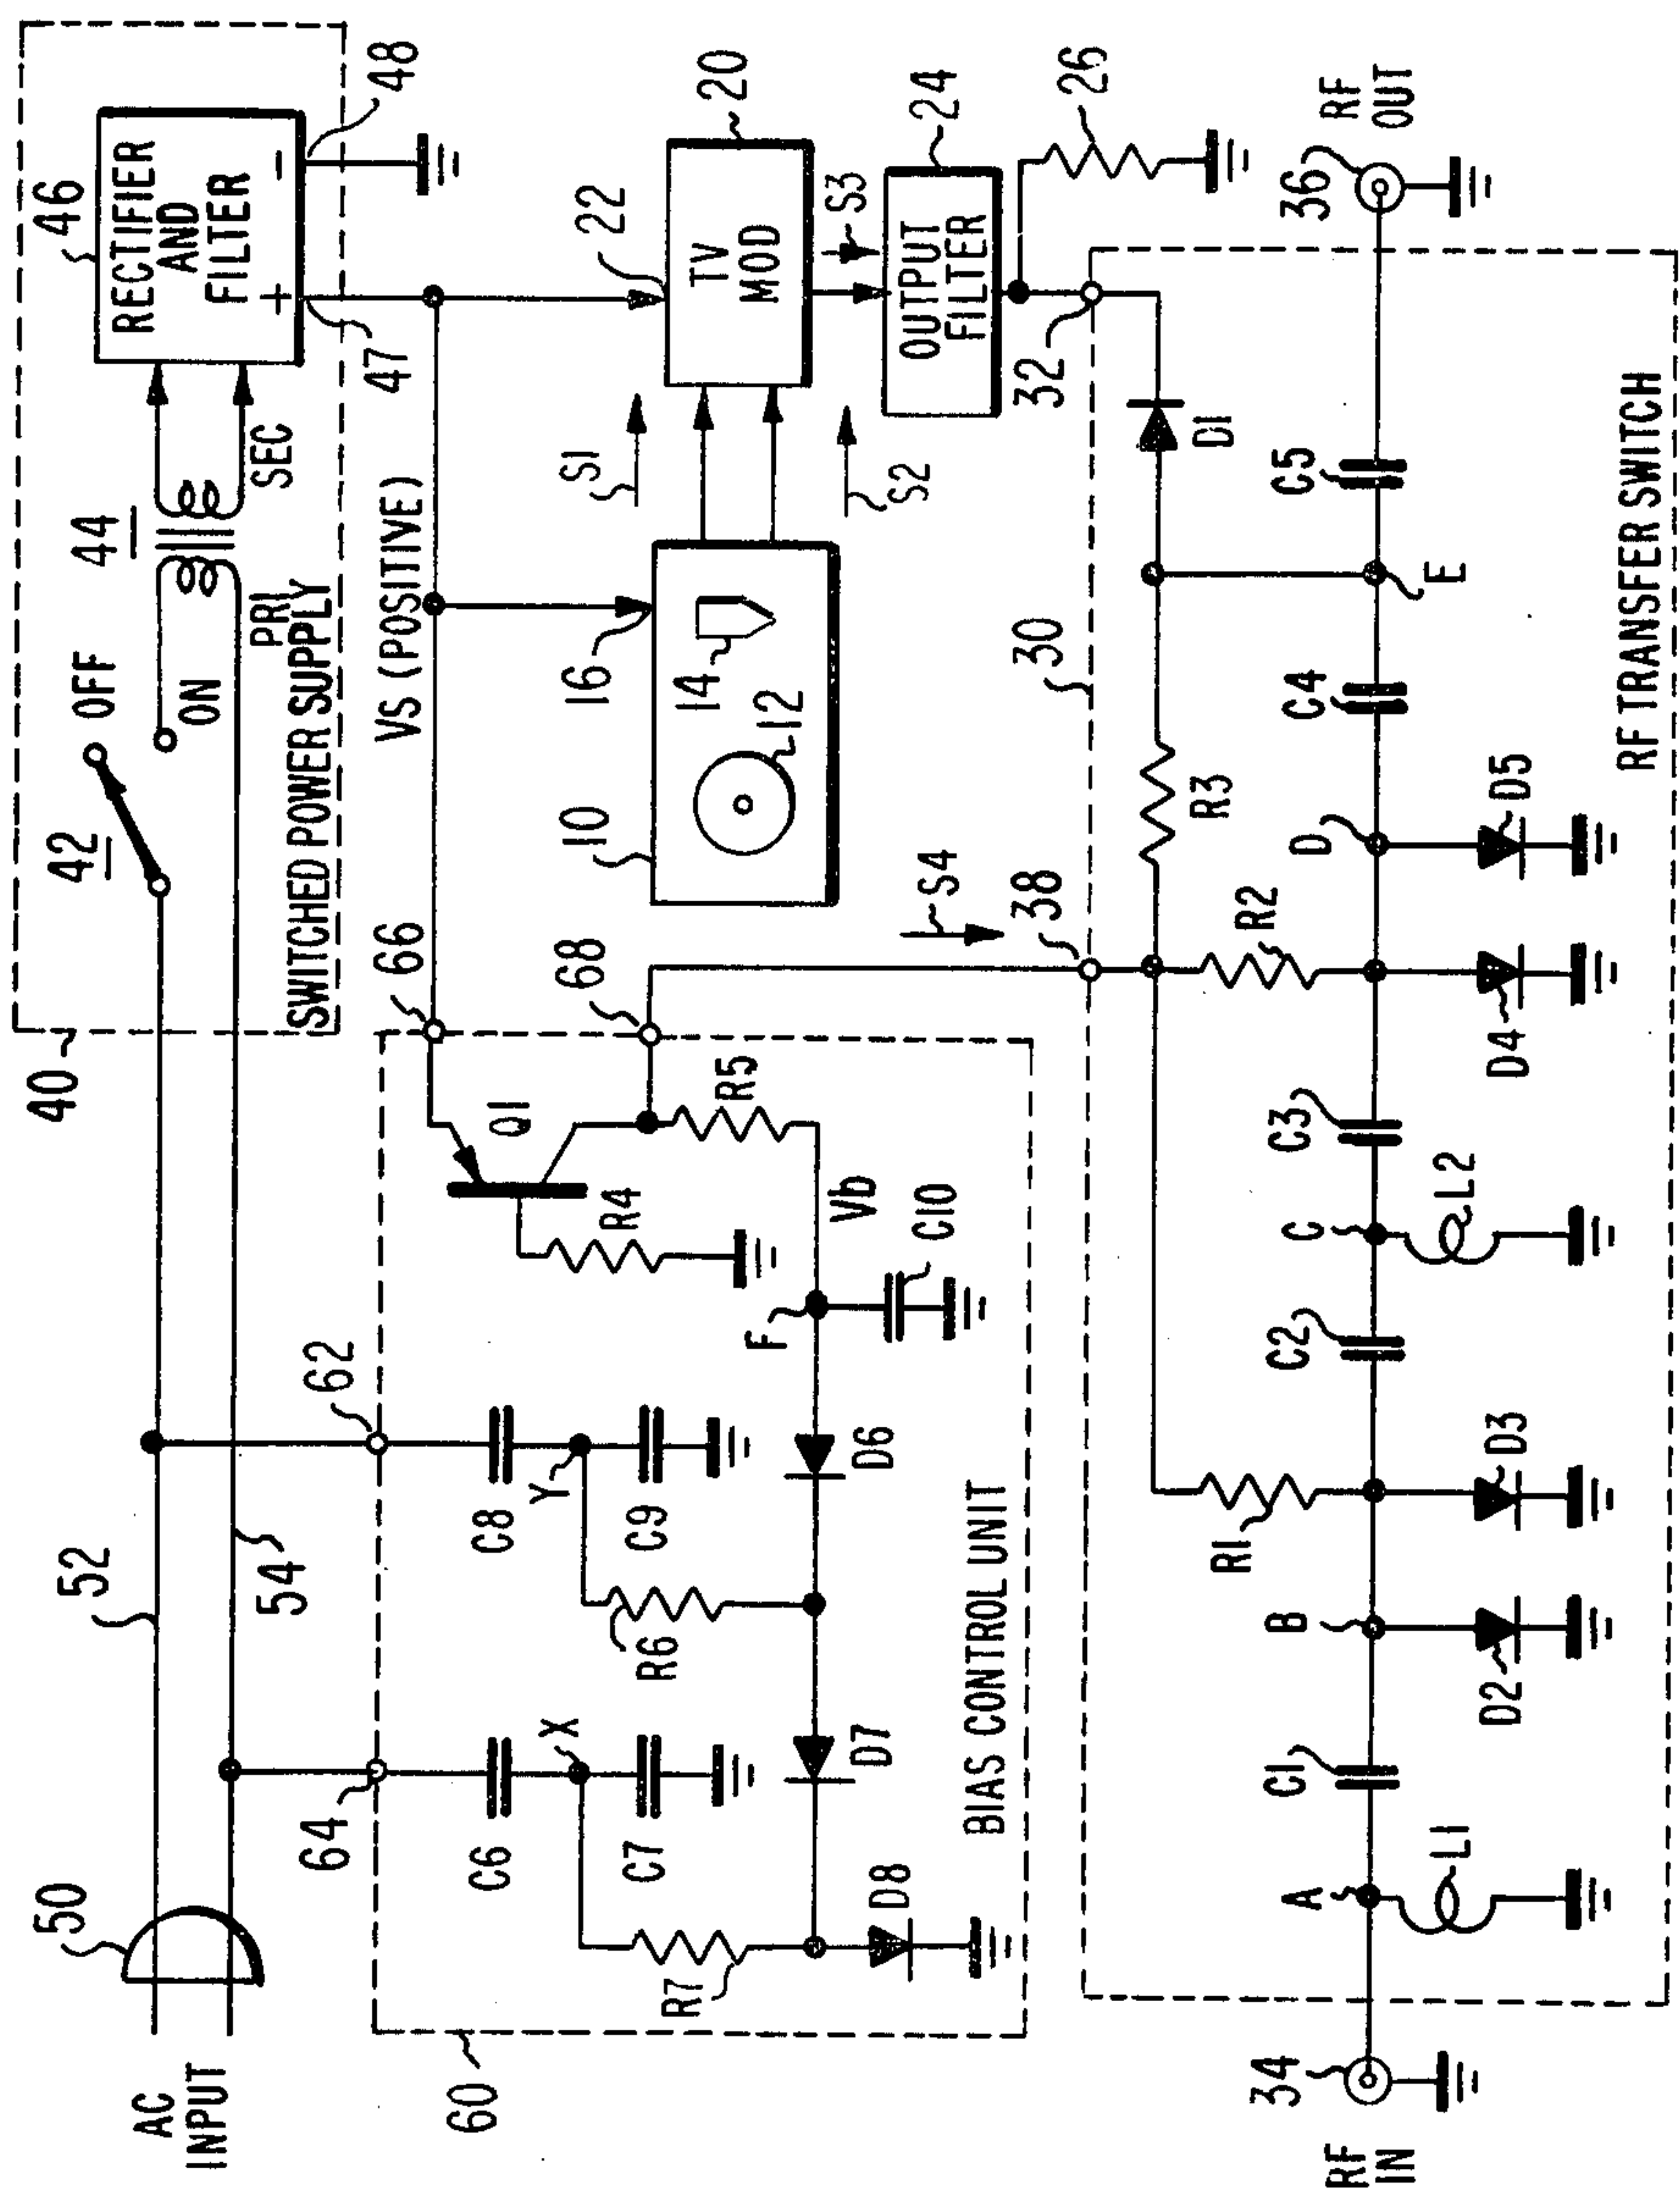 40
SWITCHED POWER SUPPLY
42
OFF
ON
44
PRI
SEC
46
RECTIFIER
AND
FILTER
+
-
47
48
AC
INPUT
50
52
54
62
64
66
68
60
BIAS CONTROL UNIT
C6
X
C7
R7
D8
D7
R6
C8
Y
C9
D6
F
C10
Vb
R4
Q1
R5
VS (POSITIVE)
10
12
14
16
S1
S2
S4
TV
MOD
20
22
S3
OUTPUT
FILTER
24
26
30
32
38
RF TRANSFER SWITCH
RF
IN
34
A
L1
C1
B
D2
R1
D3
C2
C
L2
C3
R2
D4
D
D5
R3
C4
E
D1
C5
36
RF
OUT